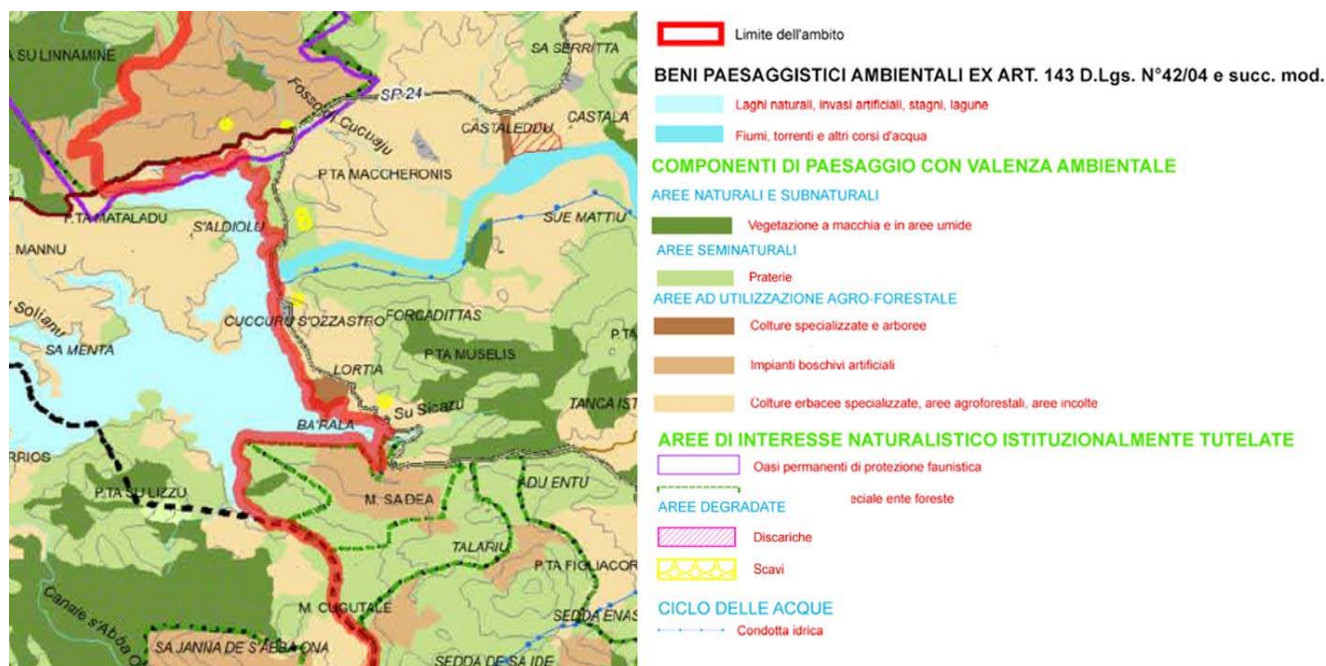 TA SU LINNAMINE
SA SERRITTA
Fosso di Cucuaju
SP-24
CASTALEDDU
CASTALA
P.TA MACCHERONIS
P.TA MATALADU
S'ALDIOLU
SUE MATTIU
MANNU
Solianu
CUCCURU S'OZZASTRO
FORCADITTAS
SA MENTA
P.TA MUSELIS
P.TA
LORTIA
Su Sicazu
TANCA IST
BA'RALA
RRIOS
P.TA SU LIZZU
M. SA DEA
ADU ENTU
TALARIU
P.TA FIGLIACOR
M. CUGUTALE
Canale s'Abba O
SEDDA ENAS
SA JANNA DE S'ABBA ONA
SEDDA DE SA IDE
Limite dell'ambito
BENI PAESAGGISTICI AMBIENTALI EX ART. 143 D.Lgs. N°42/04 e succ. mod.
Laghi naturali, invasi artificiali, stagni, lagune
Fiumi, torrenti e altri corsi d'acqua
COMPONENTI DI PAESAGGIO CON VALENZA AMBIENTALE
AREE NATURALI E SUBNATURALI
Vegetazione a macchia e in aree umide
AREE SEMINATURALI
Praterie
AREE AD UTILIZZAZIONE AGRO-FORESTALE
Colture specializzate e arboree
Impianti boschivi artificiali
Colture erbacee specializzate, aree agroforestali, aree incolte
AREE DI INTERESSE NATURALISTICO ISTITUZIONALMENTE TUTELATE
Oasi permanenti di protezione faunistica
eciale ente foreste
AREE DEGRADATE
Discariche
Scavi
CICLO DELLE ACQUE
Condotta idrica